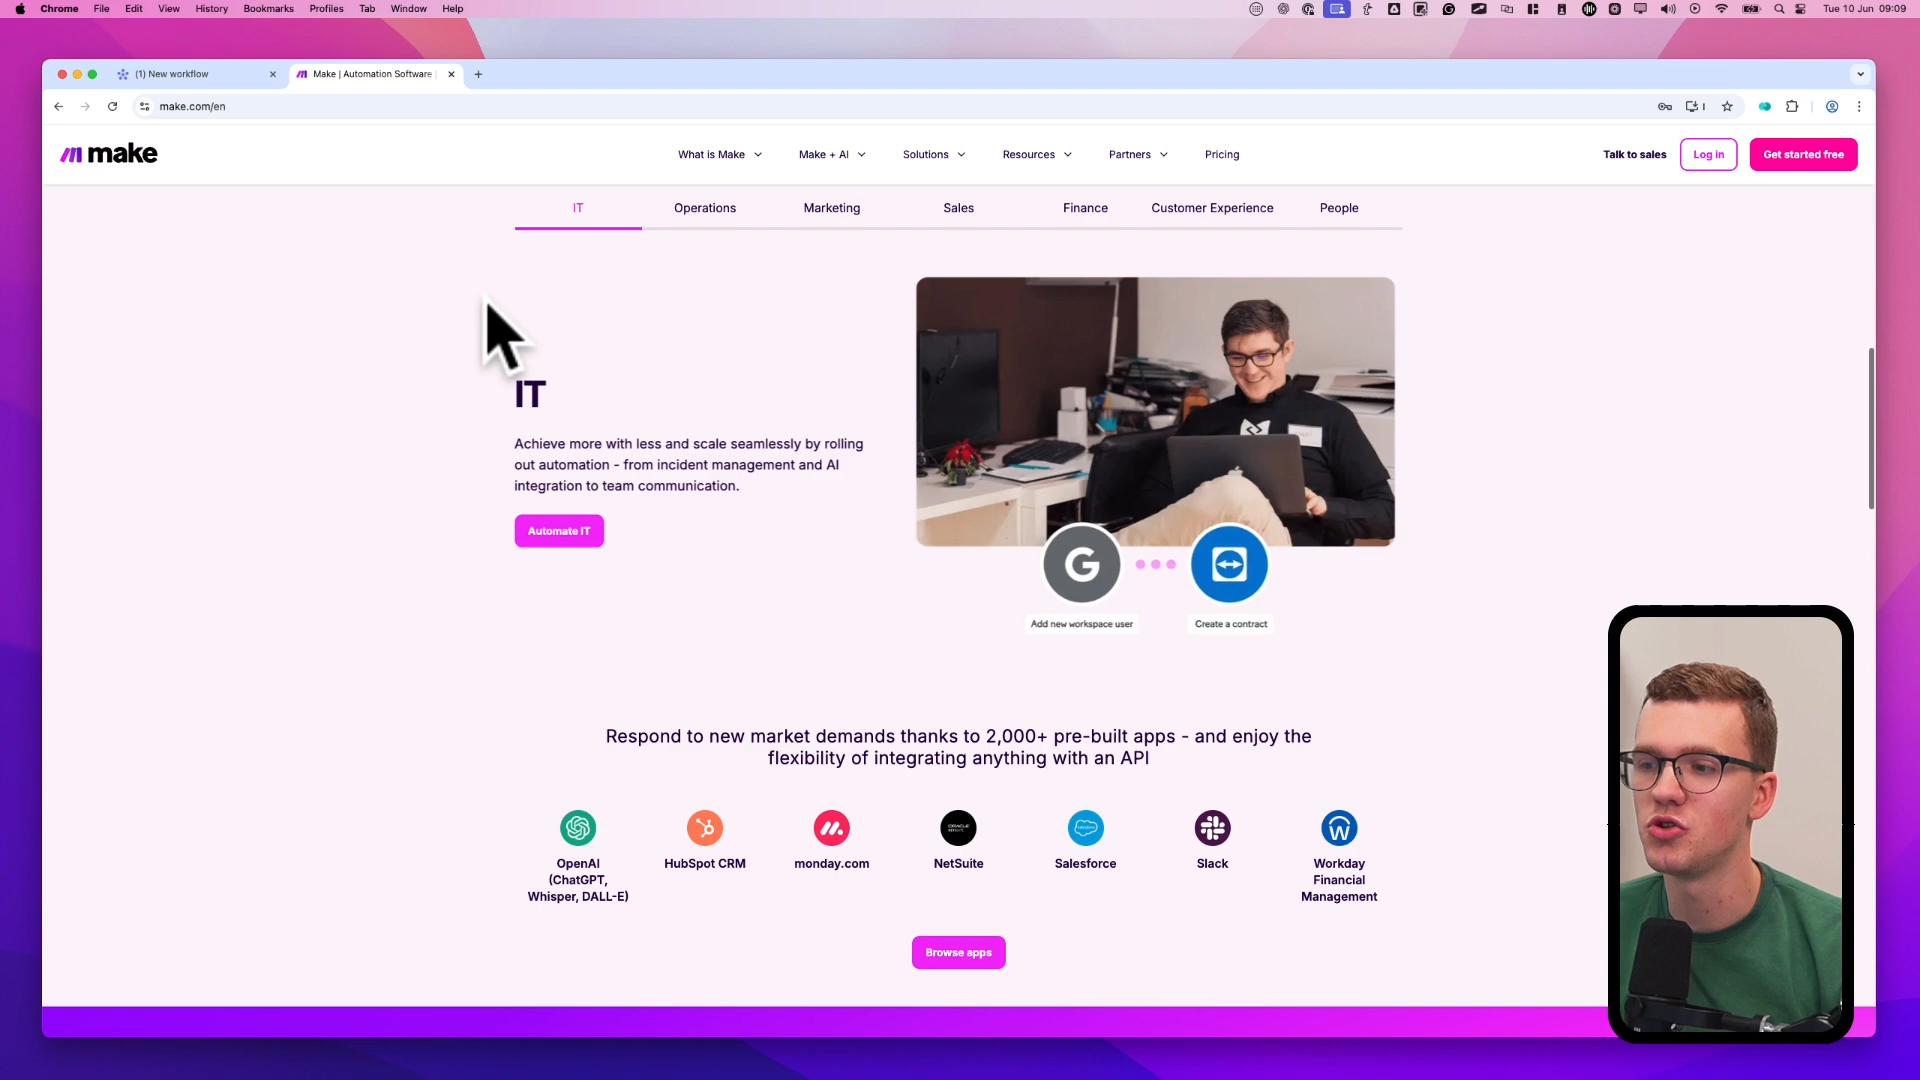 Chrome File Edit View History Bookmarks Profiles Tab Window Help
Tue 10 Jun 09:09
(1) New workflow
Make | Automation Software |
make.com/en
make
What is Make
Make + AI
Solutions
Resources
Partners
Pricing
Talk to sales
Log in
Get started free
IT
Operations
Marketing
Sales
Finance
Customer Experience
People
IT
Achieve more with less and scale seamlessly by rolling
out automation - from incident management and AI
integration to team communication.
Automate IT
G
Add new workspace user
Create a contract
Respond to new market demands thanks to 2,000+ pre-built apps - and enjoy the
flexibility of integrating anything with an API
OpenAI
(ChatGPT,
Whisper, DALL-E)
HubSpot CRM
monday.com
NetSuite
Salesforce
Slack
Workday
Financial
Management
Browse apps